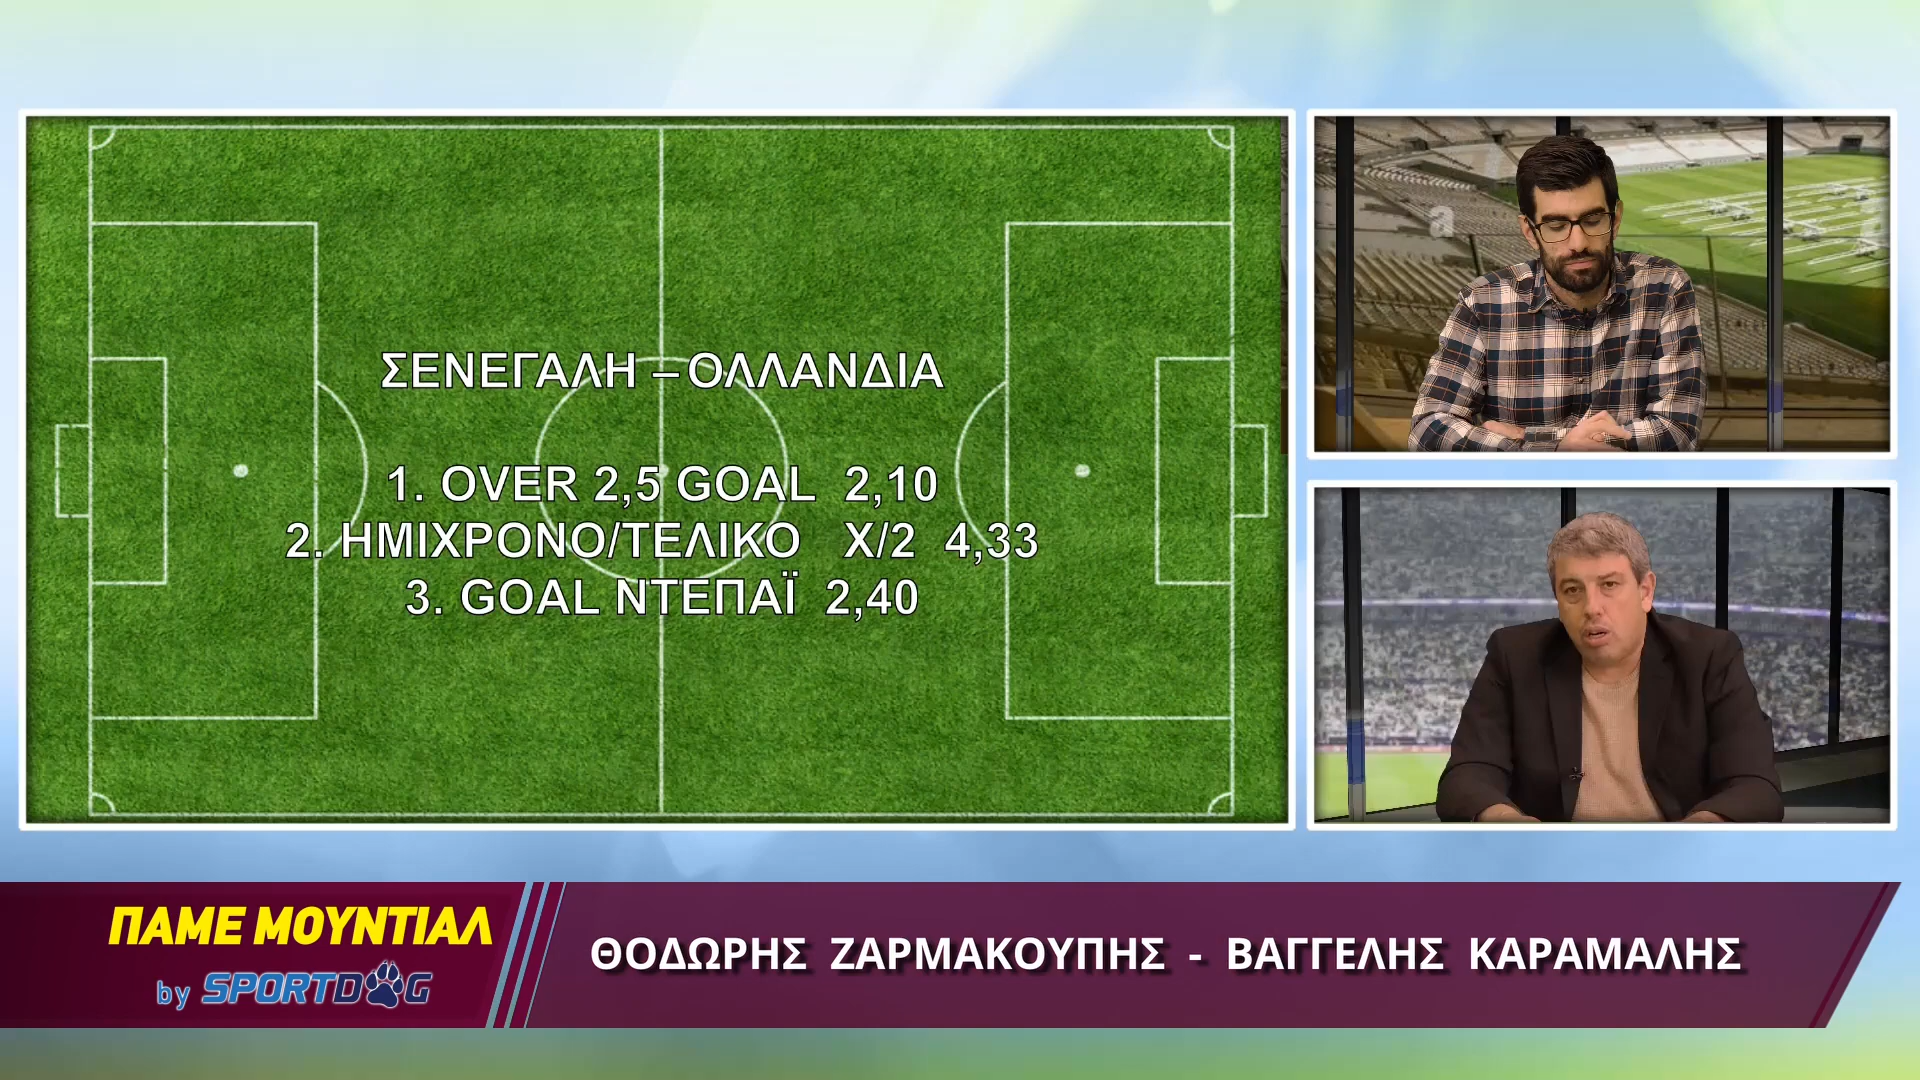 ΣΕΝΕΓΑΛΗ – ΟΛΛΑΝΔΙΑ
1. OVER 2,5 GOAL 2,10
2. ΗΜΙΧΡΟΝΟ/ΤΕΛΙΚΟ Χ/2 4,33
3. GOAL ΝΤΕΠΑΪ 2,40
a
ΠΑΜΕ ΜΟΥΝΤΙΑΛ
by SPORTDOG
ΘΟΔΩΡΗΣ ΖΑΡΜΑΚΟΥΠΗΣ - ΒΑΓΓΕΛΗΣ ΚΑΡΑΜΑΛΗΣ